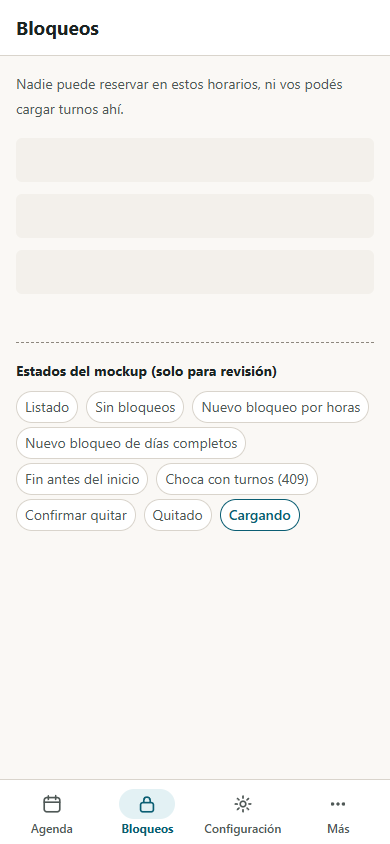 Bloqueos
Nadie puede reservar en estos horarios, ni vos podés
cargar turnos ahí.
Estados del mockup (solo para revisión)
Listado Sin bloqueos Nuevo bloqueo por horas
Nuevo bloqueo de días completos
Fin antes del inicio Choca con turnos (409)
Confirmar quitar Quitado Cargando
Agenda Bloqueos Configuración Más